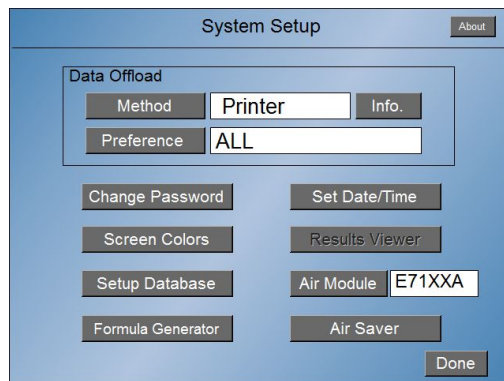 System Setup
About
Data Offload
Method Printer Info.
Preference ALL
Change Password Set Date/Time
Screen Colors Results Viewer
Setup Database Air Module E71XXA
Formula Generator Air Saver
Done